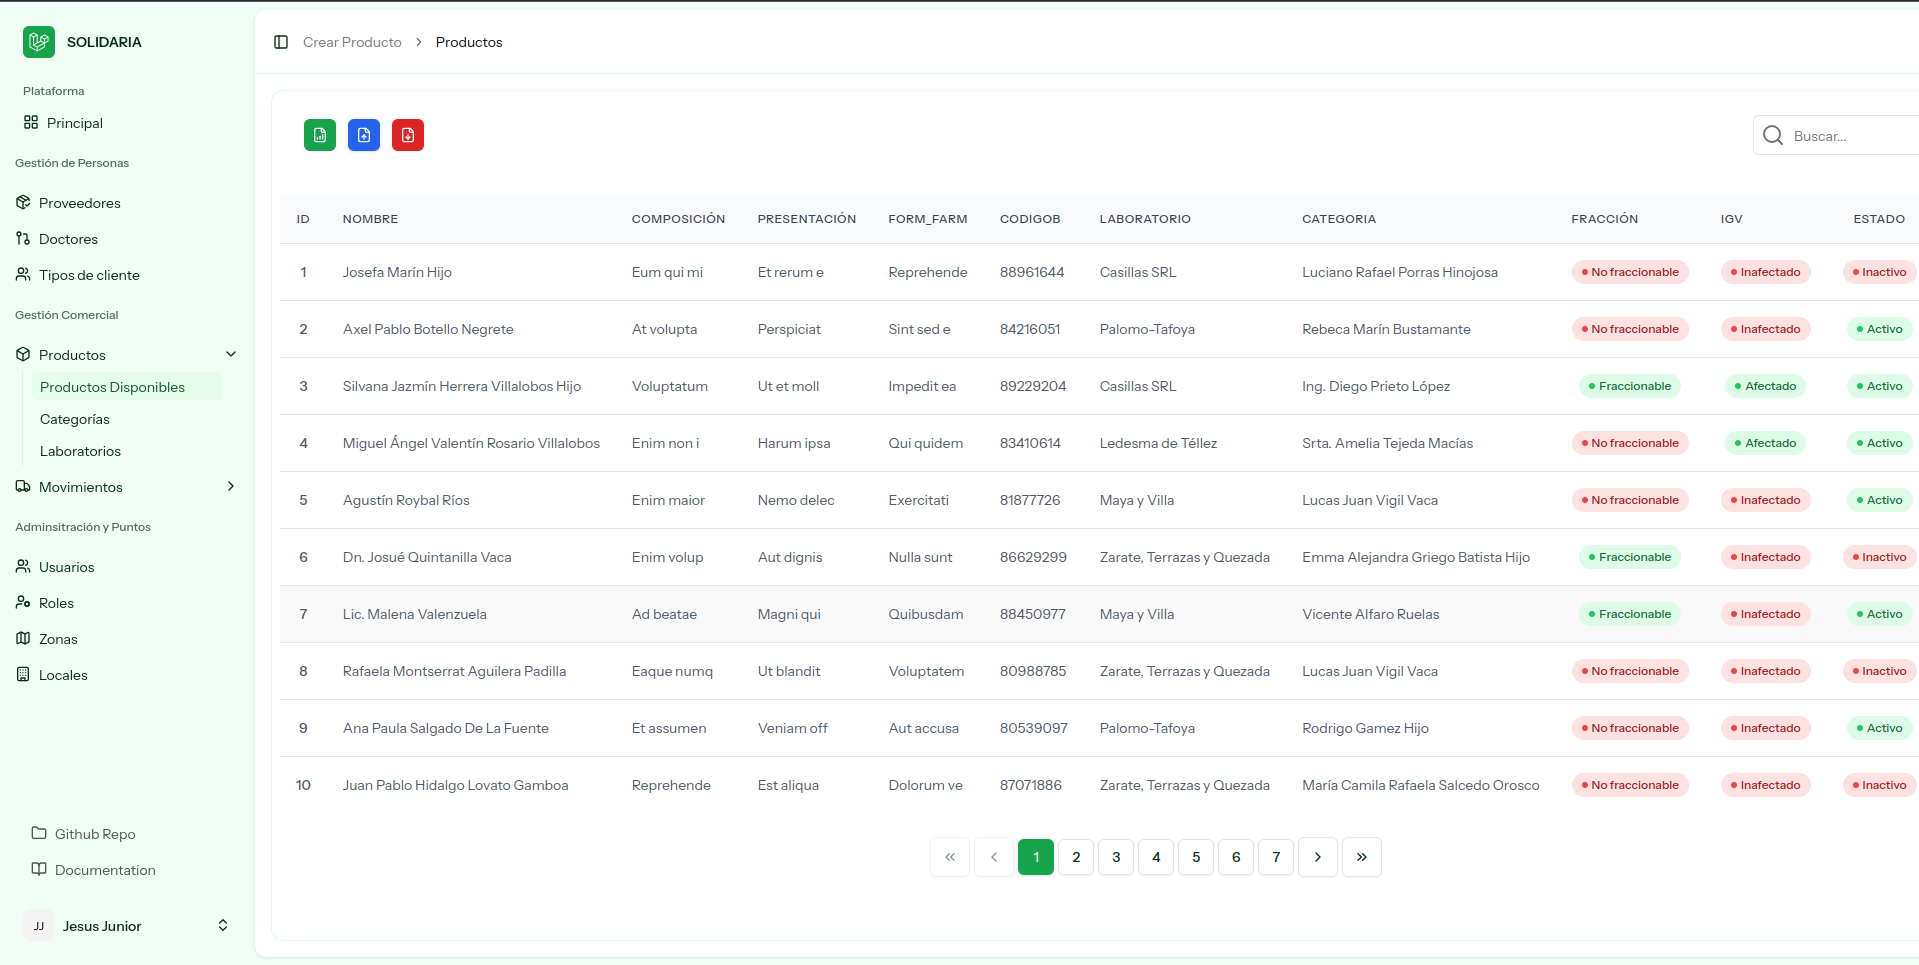 SOLIDARIA
Plataforma
Principal
Gestión de Personas
Proveedores
Doctores
Tipos de cliente
Gestión Comercial
Productos
Productos Disponibles
Categorías
Laboratorios
Movimientos
Adminsitración y Puntos
Usuarios
Roles
Zonas
Locales
Github Repo
Documentation
JJ Jesus Junior
Crear Producto > Productos
Buscar...
ID NOMBRE COMPOSICIÓN PRESENTACIÓN FORM_FARM CODIGOB LABORATORIO CATEGORIA FRACCIÓN IGV ESTADO
1 Josefa Marín Hijo Eum qui mi Et rerum e Reprehende 88961644 Casillas SRL Luciano Rafael Porras Hinojosa No fraccionable Inafectado Inactivo
2 Axel Pablo Botello Negrete At volupta Perspiciat Sint sed e 84216051 Palomo-Tafoya Rebeca Marín Bustamante No fraccionable Inafectado Activo
3 Silvana Jazmín Herrera Villalobos Hijo Voluptatum Ut et moll Impedit ea 89229204 Casillas SRL Ing. Diego Prieto López Fraccionable Afectado Activo
4 Miguel Ángel Valentín Rosario Villalobos Enim non i Harum ipsa Qui quidem 83410614 Ledesma de Téllez Srta. Amelia Tejeda Macías No fraccionable Afectado Activo
5 Agustín Roybal Ríos Enim maior Nemo delec Exercitati 81877726 Maya y Villa Lucas Juan Vigil Vaca No fraccionable Inafectado Activo
6 Dn. Josué Quintanilla Vaca Enim volup Aut dignis Nulla sunt 86629299 Zarate, Terrazas y Quezada Emma Alejandra Griego Batista Hijo Fraccionable Inafectado Inactivo
7 Lic. Malena Valenzuela Ad beatae Magni qui Quibusdam 88450977 Maya y Villa Vicente Alfaro Ruelas Fraccionable Inafectado Activo
8 Rafaela Montserrat Aguilera Padilla Eaque numq Ut blandit Voluptatem 80988785 Zarate, Terrazas y Quezada Lucas Juan Vigil Vaca No fraccionable Inafectado Inactivo
9 Ana Paula Salgado De La Fuente Et assumen Veniam off Aut accusa 80539097 Palomo-Tafoya Rodrigo Gamez Hijo No fraccionable Inafectado Activo
10 Juan Pablo Hidalgo Lovato Gamboa Reprehende Est aliqua Dolorum ve 87071886 Zarate, Terrazas y Quezada María Camila Rafaela Salcedo Orosco No fraccionable Inafectado Inactivo
« ‹ 1 2 3 4 5 6 7 › »